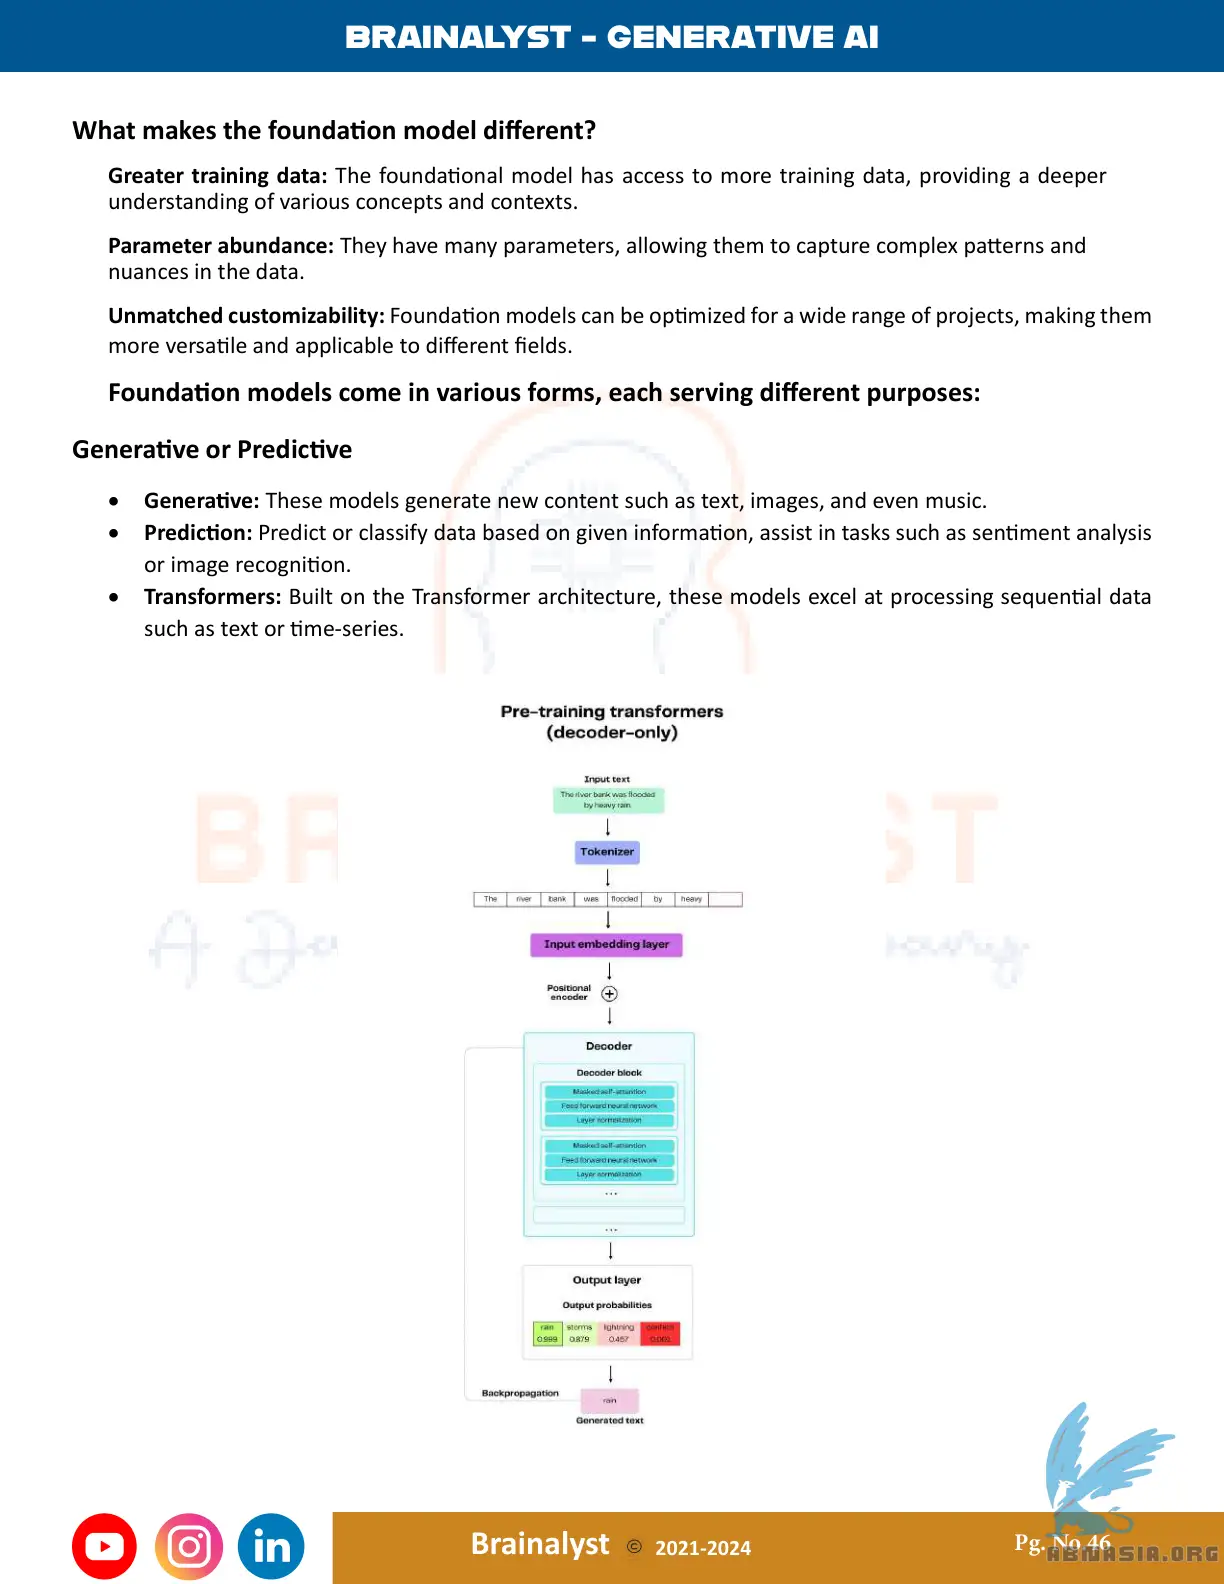 BRAINALYST - GENERATIVE AI
What makes the foundation model different?
Greater training data: The foundational model has access to more training data, providing a deeper
understanding of various concepts and contexts.
Parameter abundance: They have many parameters, allowing them to capture complex patterns and
nuances in the data.
Unmatched customizability: Foundation models can be optimized for a wide range of projects, making them
more versatile and applicable to different fields.
Foundation models come in various forms, each serving different purposes:
Generative or Predictive
• Generative: These models generate new content such as text, images, and even music.
• Prediction: Predict or classify data based on given information, assist in tasks such as sentiment analysis
or image recognition.
• Transformers: Built on the Transformer architecture, these models excel at processing sequential data
such as text or time-series.
Pre-training transformers
(decoder-only)
Input text
The river bank was flooded
by heavy rain
Tokenizer
The river bank was flooded by heavy
Input embedding layer
Positional
encoder
Decoder
Decoder block
Masked self-attention
Feed forward neural network
Layer normalization
Masked self-attention
Feed forward neural network
Layer normalization
...
...
Output layer
Output probabilities
rain storms lightning
0.999 0.879 0.457 0.001
Backpropagation
rain
Generated text
Brainalyst © 2021-2024
Pg. No 46
ABMASIA.ORG